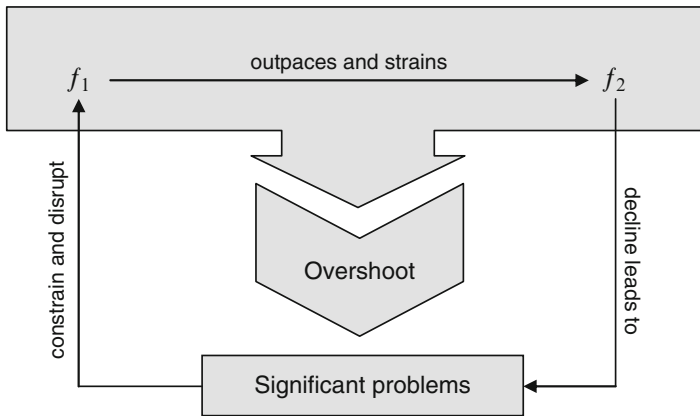 outpaces and strains
f₁
f₂
constrain and disrupt
decline leads to
Overshoot
Significant problems